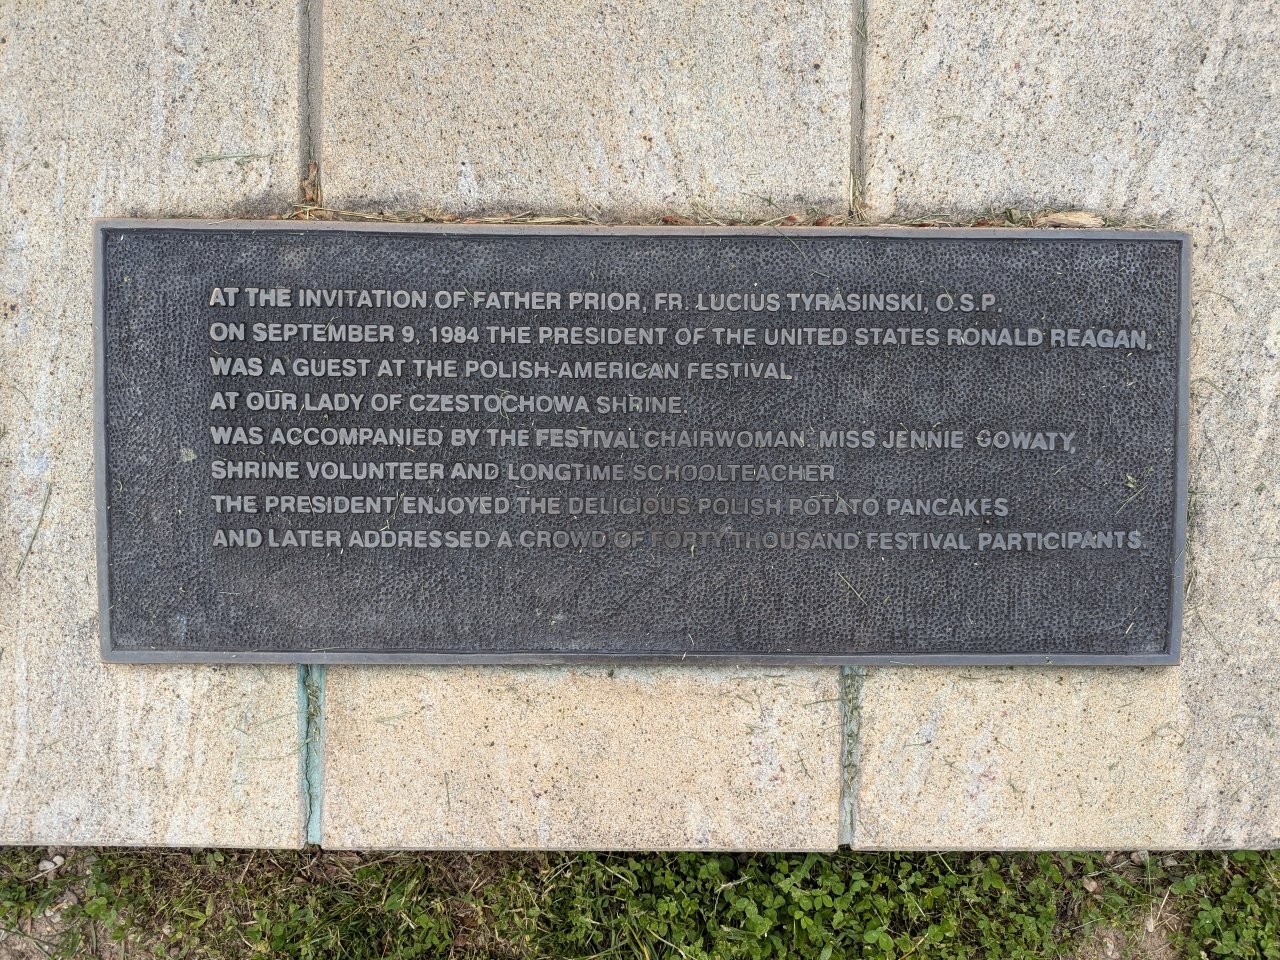 AT THE INVITATION OF FATHER PRIOR, FR. LUCIUS TYRASINSKI, O.S.P.
ON SEPTEMBER 9, 1984 THE PRESIDENT OF THE UNITED STATES RONALD REAGAN,
WAS A GUEST AT THE POLISH-AMERICAN FESTIVAL,
AT OUR LADY OF CZESTOCHOWA SHRINE.
WAS ACCOMPANIED BY THE FESTIVAL CHAIRWOMAN MISS JENNIE GOWATY,
SHRINE VOLUNTEER AND LONGTIME SCHOOLTEACHER
THE PRESIDENT ENJOYED THE DELICIOUS POLISH POTATO PANCAKES
AND LATER ADDRESSED A CROWD OF FORTY THOUSAND FESTIVAL PARTICIPANTS.